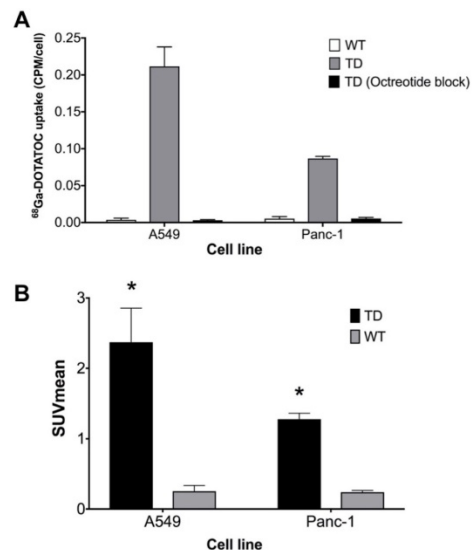 A
⁶⁸Ga-DOTATOC uptake (CPM/cell)
0.25
0.20
0.15
0.10
0.05
0.00
WT
TD
TD (Octreotide block)
A549
Panc-1
Cell line
B
SUVmean
3
2
1
0
*
*
TD
WT
A549
Panc-1
Cell line